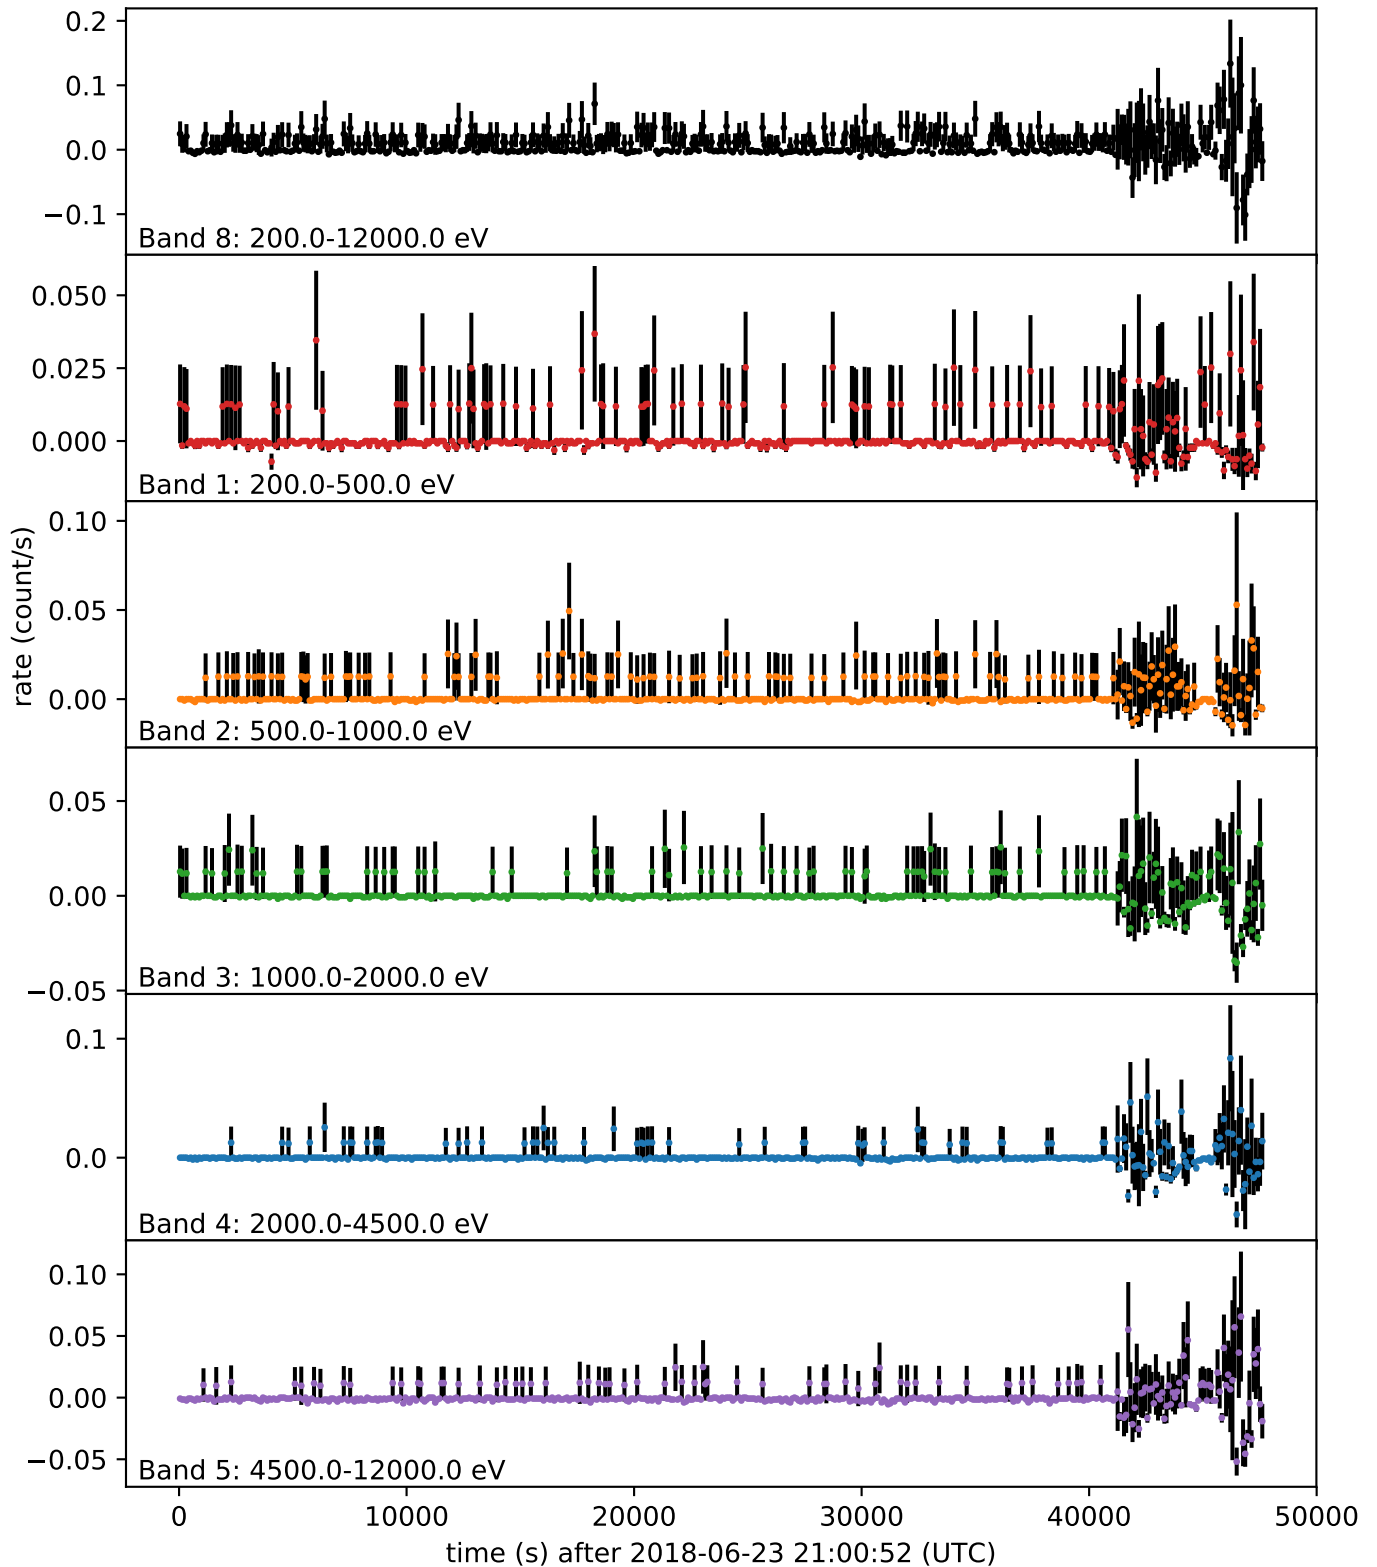 0.2
0.1
0.0
−0.1
Band 8: 200.0-12000.0 eV
0.050
0.025
0.000
Band 1: 200.0-500.0 eV
rate (count/s)
0.10
0.05
0.00
Band 2: 500.0-1000.0 eV
0.05
0.00
−0.05
Band 3: 1000.0-2000.0 eV
0.1
0.0
Band 4: 2000.0-4500.0 eV
0.10
0.05
0.00
−0.05
Band 5: 4500.0-12000.0 eV
0 10000 20000 30000 40000 50000
time (s) after 2018-06-23 21:00:52 (UTC)